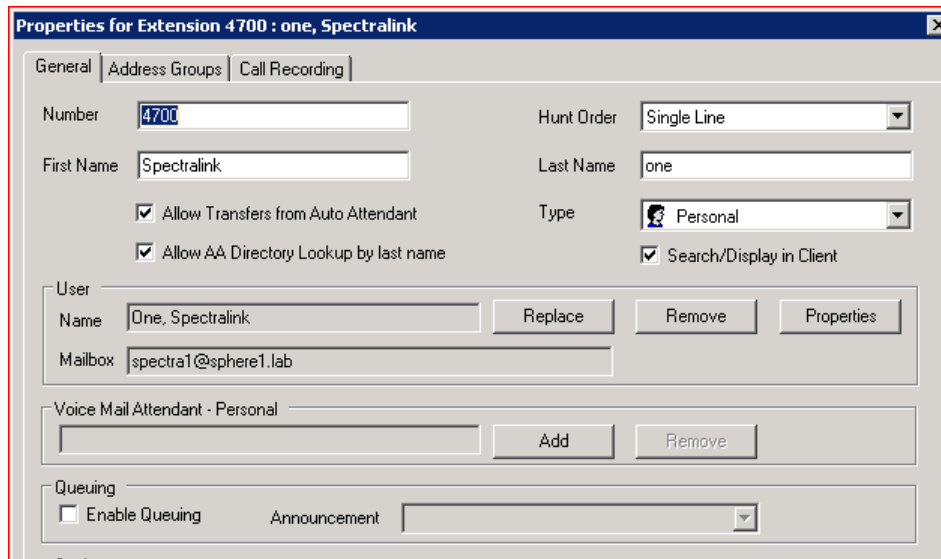 Properties for Extension 4700 : one, Spectralink
General Address Groups Call Recording
Number 4700 Hunt Order Single Line
First Name Spectralink Last Name one
Allow Transfers from Auto Attendant Type Personal
Allow AA Directory Lookup by last name Search/Display in Client
User
Name One, Spectralink Replace Remove Properties
Mailbox spectra1@sphere1.lab
Voice Mail Attendant - Personal
Add Remove
Queuing
Enable Queuing Announcement